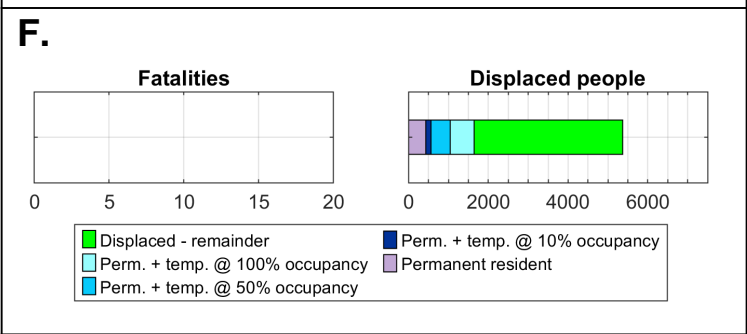 F.
Fatalities
Displaced people
0 5 10 15 20
0 2000 4000 6000
Displaced - remainder
Perm. + temp. @ 100% occupancy
Perm. + temp. @ 50% occupancy
Perm. + temp. @ 10% occupancy
Permanent resident